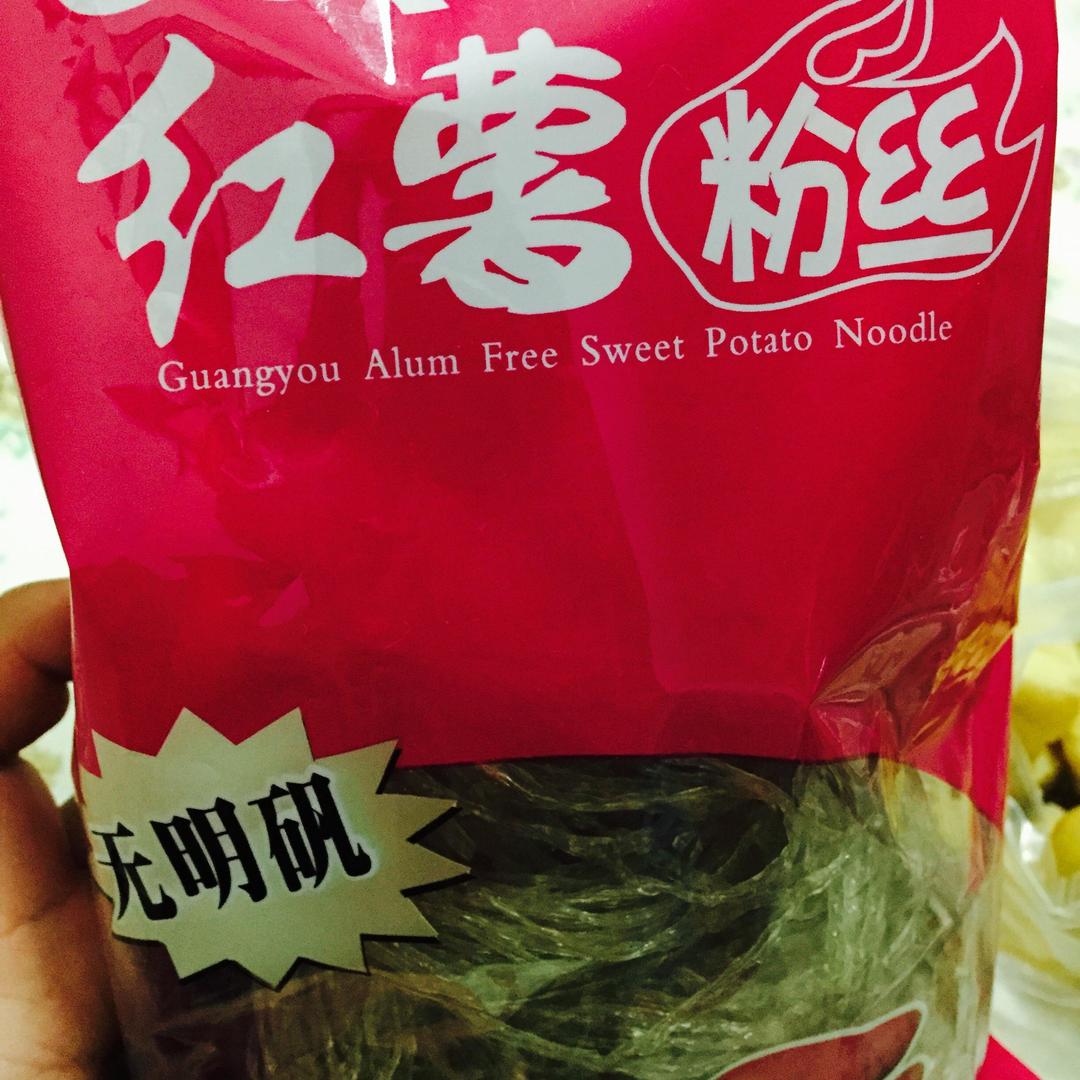 红薯粉丝
Guangyou Alum Free Sweet Potato Noodle
无明矾